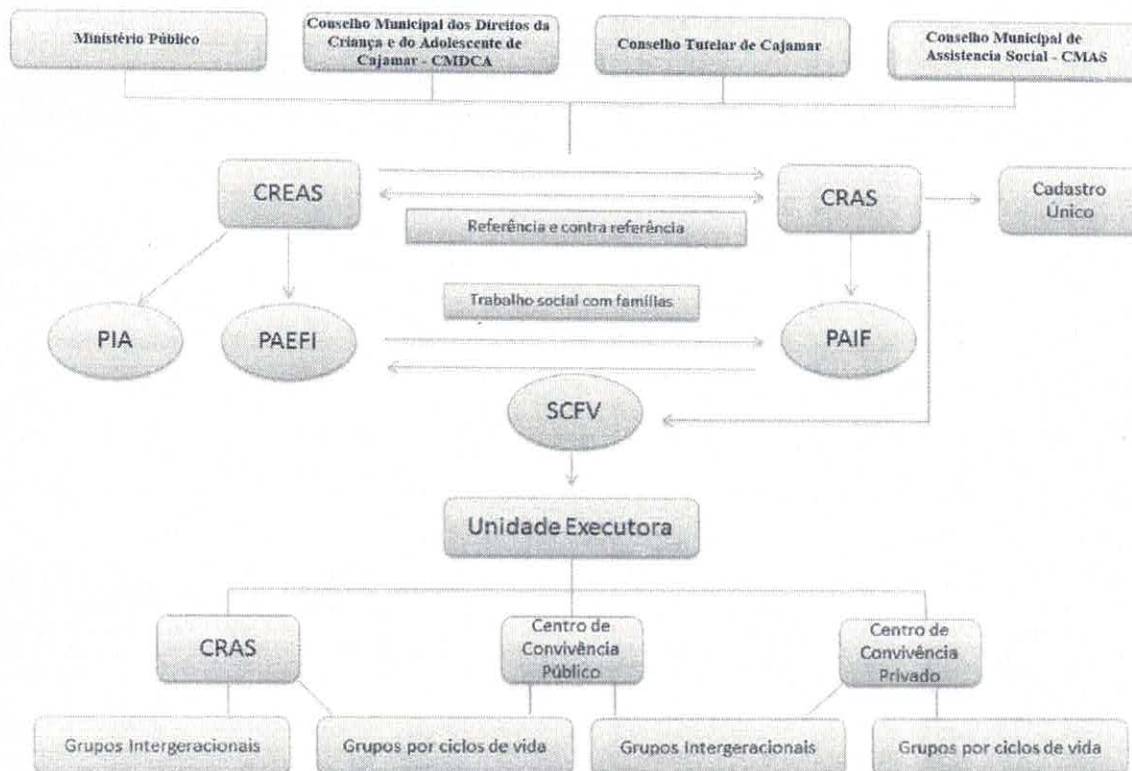 Ministério Público
Conselho Municipal dos Direitos da
Criança e do Adolescente de
Cajamar - CMDCA
Conselho Tutelar de Cajamar
Conselho Municipal de
Assistencia Social - CMAS
CREAS
CRAS
Cadastro
Único
Referência e contra referência
Trabalho social com famílias
PIA
PAEFI
PAIF
SCFV
Unidade Executora
CRAS
Centro de
Convivência
Público
Centro de
Convivência
Privado
Grupos Intergeracionais
Grupos por ciclos de vida
Grupos Intergeracionais
Grupos por ciclos de vida